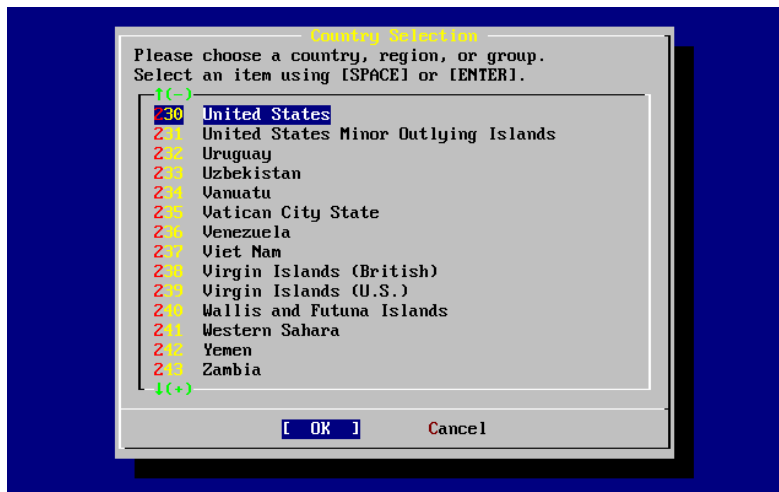 Country Selection
Please choose a country, region, or group.
Select an item using [SPACE] or [ENTER].
↑(-)
230 United States
231 United States Minor Outlying Islands
232 Uruguay
233 Uzbekistan
234 Vanuatu
235 Vatican City State
236 Venezuela
237 Viet Nam
238 Virgin Islands (British)
239 Virgin Islands (U.S.)
240 Wallis and Futuna Islands
241 Western Sahara
242 Yemen
243 Zambia
↓(+)
[ OK ] Cancel